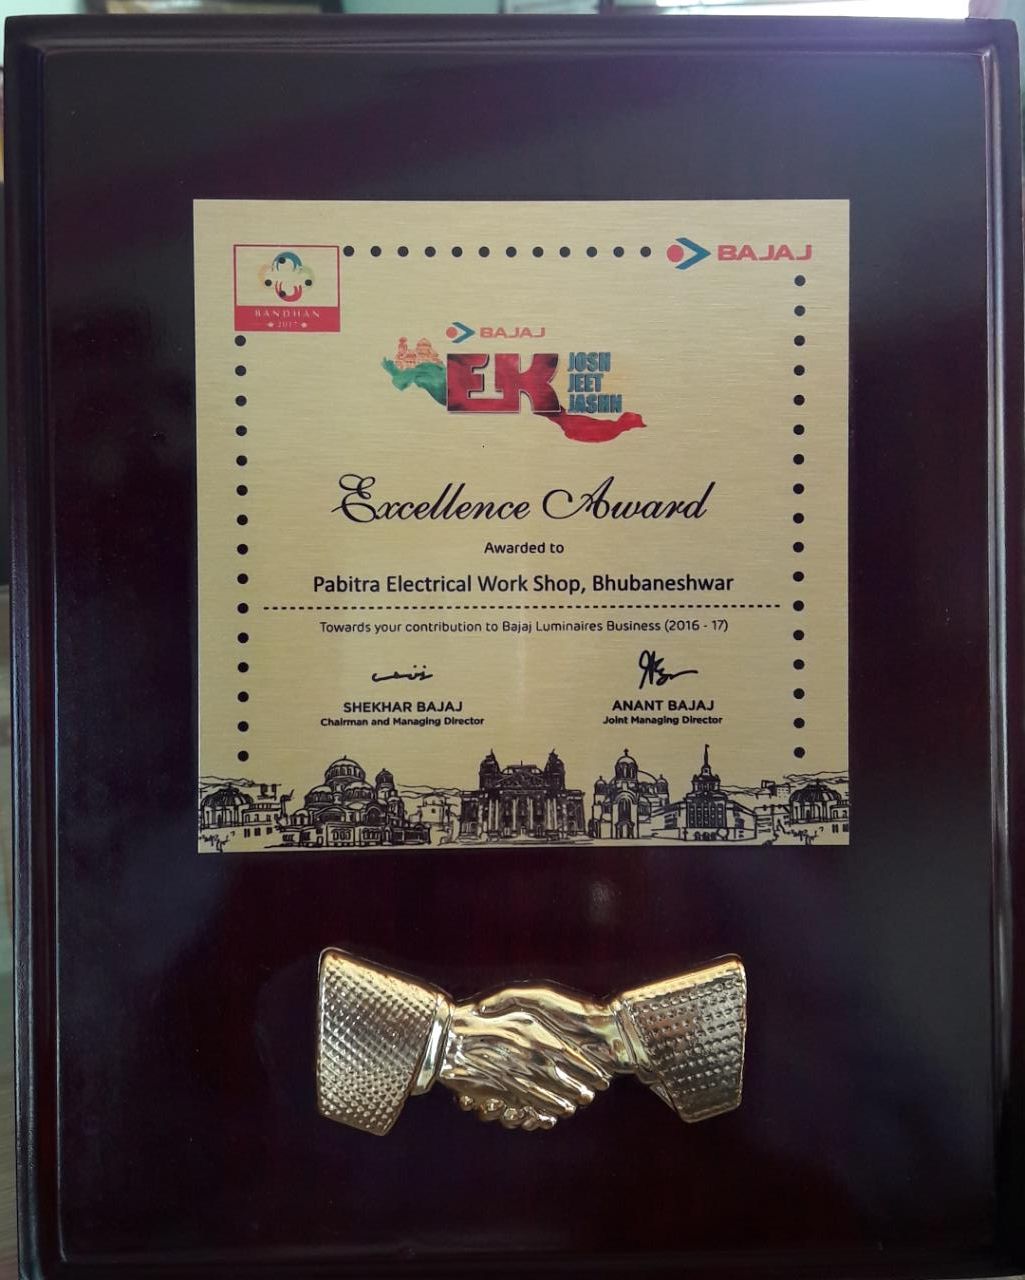 BANDHAN
2017
BAJAJ
BAJAJ
EK JOSH
JEET
JASHN
Excellence Award
Awarded to
Pabitra Electrical Work Shop, Bhubaneshwar
Towards your contribution to Bajaj Luminaires Business (2016 - 17)
SHEKHAR BAJAJ
Chairman and Managing Director
ANANT BAJAJ
Joint Managing Director